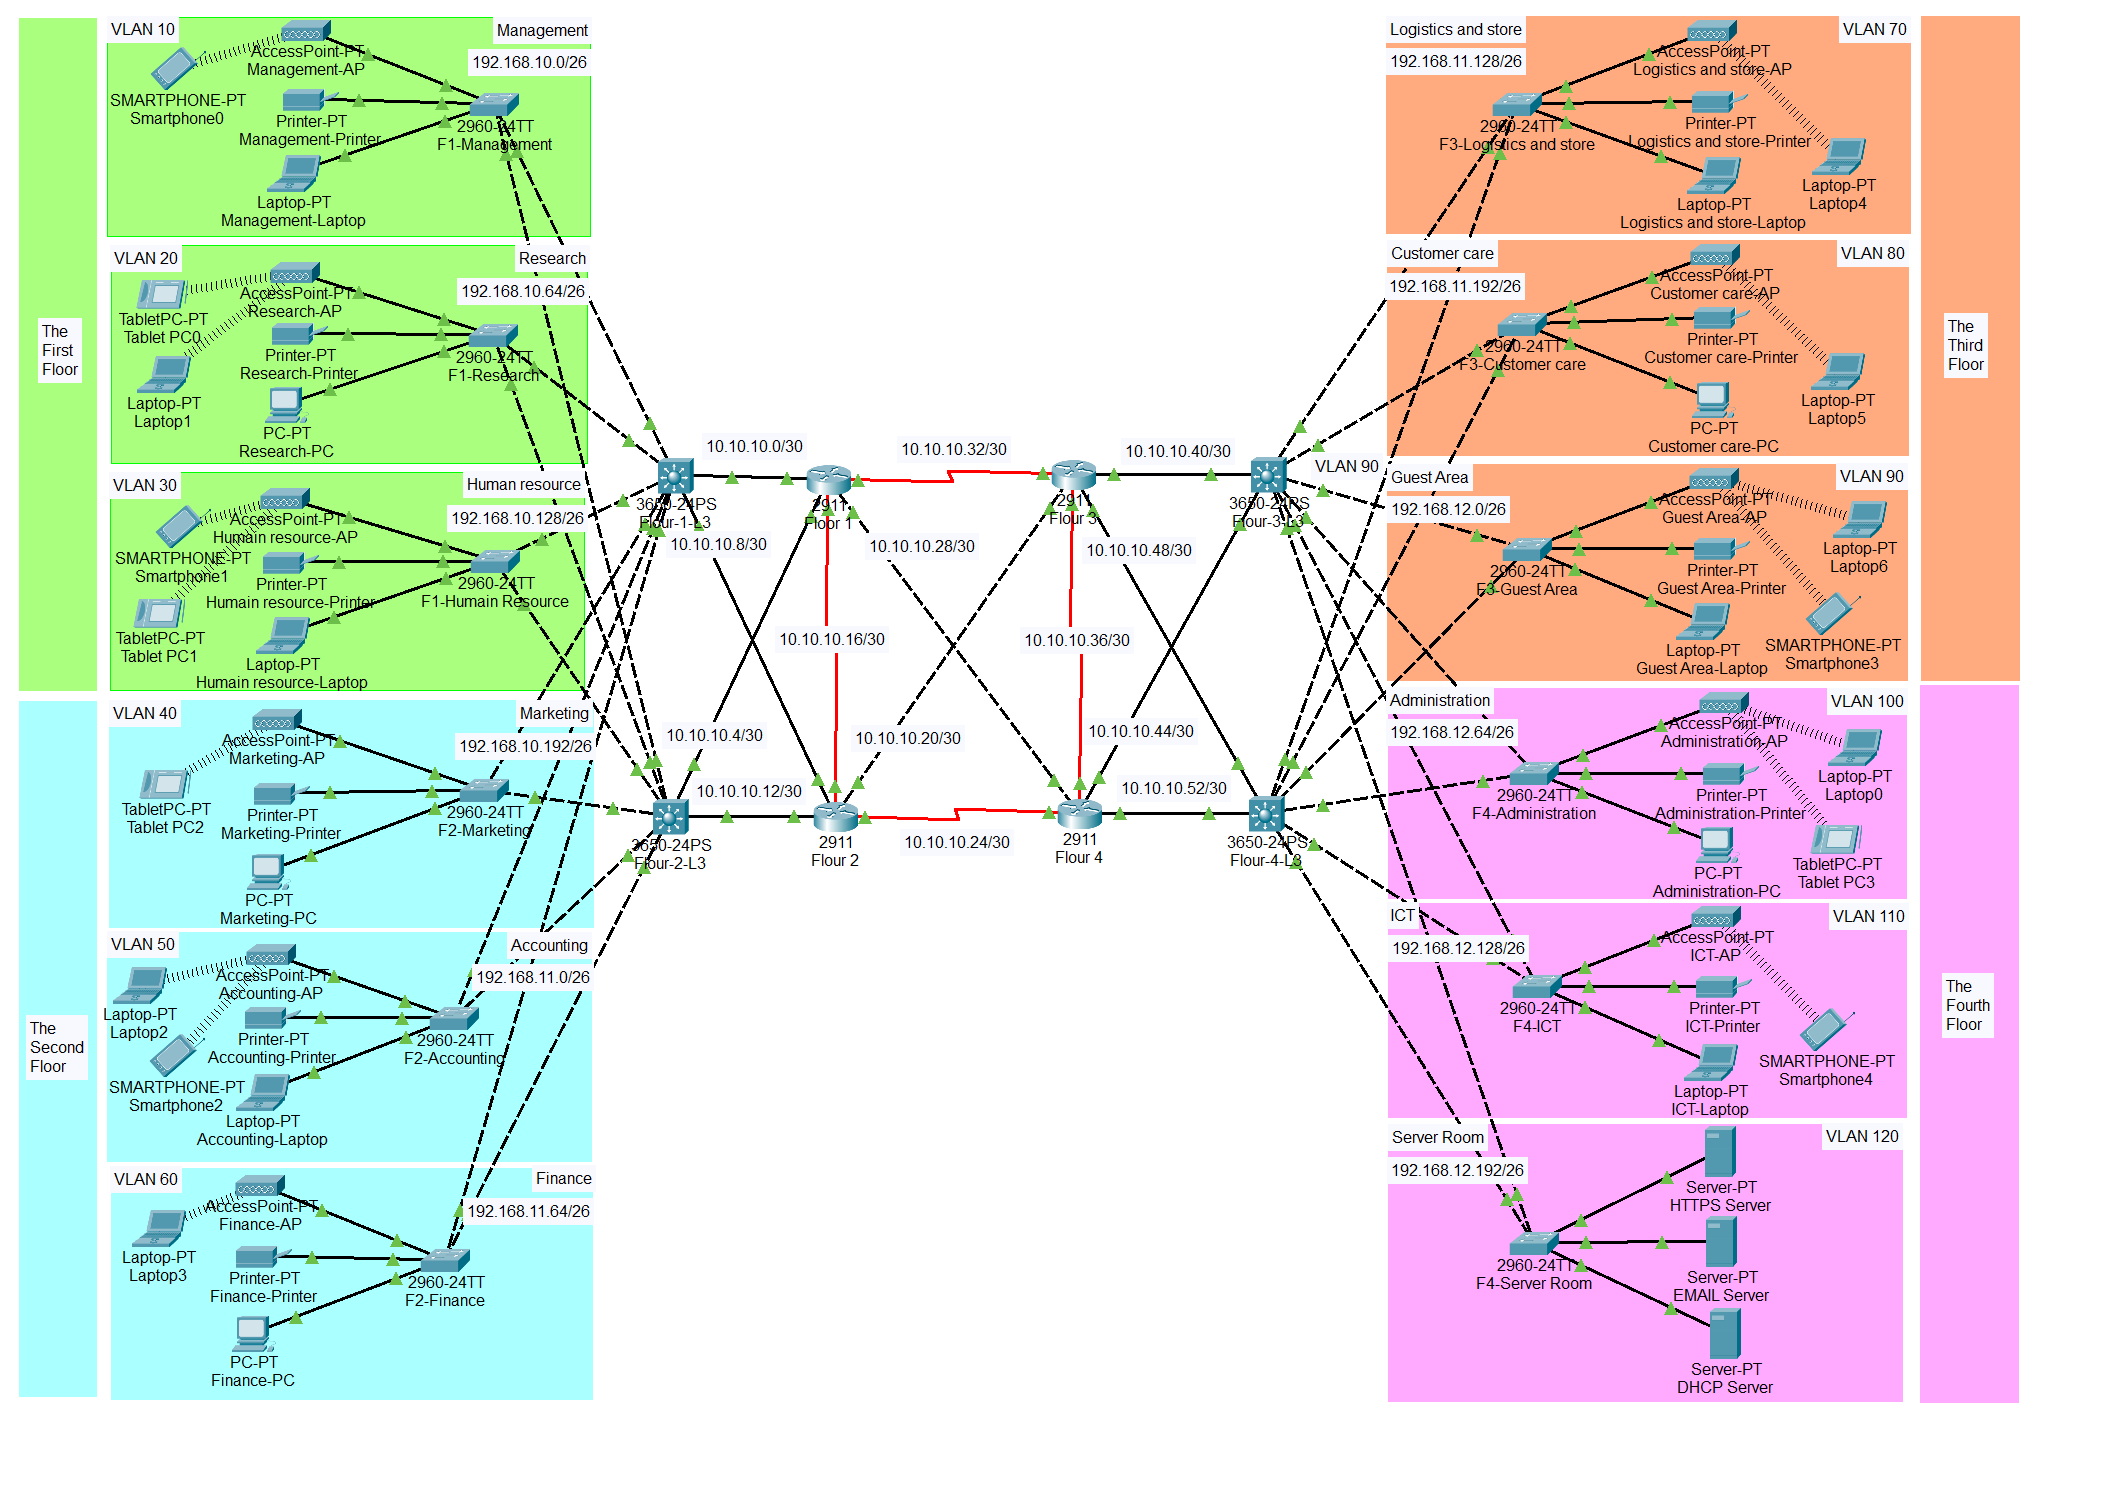 The
First
Floor
VLAN 10
Management
192.168.10.0/26
AccessPoint-PT
Management-AP
SMARTPHONE-PT
Smartphone0
Printer-PT
Management-Printer
2960-24TT
F1-Management
Laptop-PT
Management-Laptop
VLAN 20
Research
192.168.10.64/26
AccessPoint-PT
Research-AP
TabletPC-PT
Tablet PC0
Printer-PT
Research-Printer
2960-24TT
F1-Research
Laptop-PT
Laptop1
PC-PT
Research-PC
VLAN 30
Human resource
192.168.10.128/26
AccessPoint-PT
Humain resource-AP
SMARTPHONE-PT
Smartphone1
Printer-PT
Humain resource-Printer
2960-24TT
F1-Humain Resource
TabletPC-PT
Tablet PC1
Laptop-PT
Humain resource-Laptop
The
Second
Floor
VLAN 40
Marketing
192.168.10.192/26
AccessPoint-PT
Marketing-AP
TabletPC-PT
Tablet PC2
Printer-PT
Marketing-Printer
2960-24TT
F2-Marketing
PC-PT
Marketing-PC
VLAN 50
Accounting
192.168.11.0/26
AccessPoint-PT
Accounting-AP
Laptop-PT
Laptop2
Printer-PT
Accounting-Printer
2960-24TT
F2-Accounting
SMARTPHONE-PT
Smartphone2
Laptop-PT
Accounting-Laptop
VLAN 60
Finance
192.168.11.64/26
AccessPoint-PT
Finance-AP
Laptop-PT
Laptop3
Printer-PT
Finance-Printer
2960-24TT
F2-Finance
PC-PT
Finance-PC
10.10.10.0/30
10.10.10.32/30
10.10.10.40/30
3650-24PS
Flour-1-L3
2911
Floor 1
2911
Flour 3
3650-24PS
Flour-3-L3
VLAN 90
10.10.10.8/30
10.10.10.28/30
10.10.10.48/30
10.10.10.16/30
10.10.10.36/30
10.10.10.4/30
10.10.10.20/30
10.10.10.44/30
10.10.10.12/30
10.10.10.24/30
10.10.10.52/30
3650-24PS
Flour-2-L3
2911
Flour 2
2911
Flour 4
3650-24PS
Flour-4-L3
Logistics and store
VLAN 70
192.168.11.128/26
AccessPoint-PT
Logistics and store-AP
2960-24TT
F3-Logistics and store
Printer-PT
Logistics and store-Printer
Laptop-PT
Laptop4
Laptop-PT
Logistics and store-Laptop
Customer care
VLAN 80
192.168.11.192/26
AccessPoint-PT
Customer care-AP
2960-24TT
F3-Customer care
Printer-PT
Customer care-Printer
Laptop-PT
Laptop5
PC-PT
Customer care-PC
Guest Area
VLAN 90
192.168.12.0/26
AccessPoint-PT
Guest Area-AP
Laptop-PT
Laptop6
2960-24TT
F3-Guest Area
Printer-PT
Guest Area-Printer
Laptop-PT
Guest Area-Laptop
SMARTPHONE-PT
Smartphone3
The
Third
Floor
Administration
VLAN 100
192.168.12.64/26
AccessPoint-PT
Administration-AP
Laptop-PT
Laptop0
2960-24TT
F4-Administration
Printer-PT
Administration-Printer
PC-PT
Administration-PC
TabletPC-PT
Tablet PC3
ICT
VLAN 110
192.168.12.128/26
AccessPoint-PT
ICT-AP
2960-24TT
F4-ICT
Printer-PT
ICT-Printer
SMARTPHONE-PT
Smartphone4
Laptop-PT
ICT-Laptop
Server Room
VLAN 120
192.168.12.192/26
Server-PT
HTTPS Server
2960-24TT
F4-Server Room
Server-PT
EMAIL Server
Server-PT
DHCP Server
The
Fourth
Floor